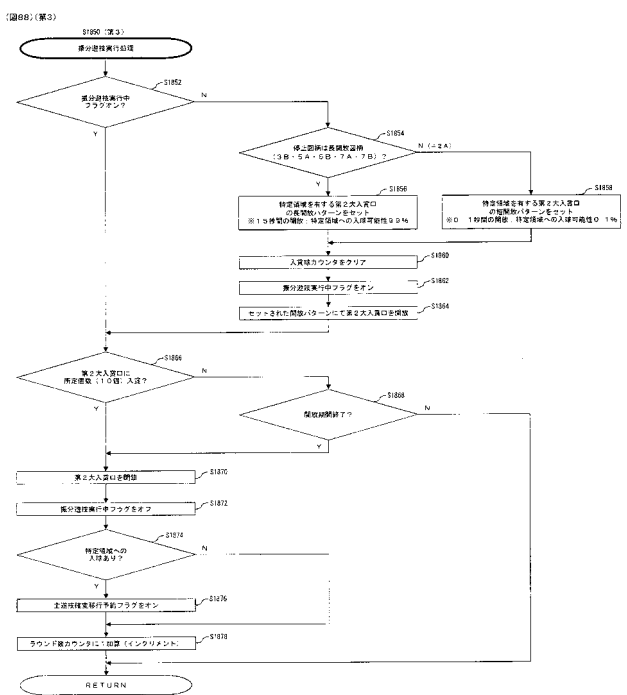 (図88)(第3)
S1850 (第3)
振分遊技実行処理
S1852
振分遊技実行中
フラグオン?
N
Y
S1854
停止図柄は長開放図柄
(3B・5A・5B・7A・7B)?
N (=2A)
Y
S1856
特定領域を有する第2大入賞口
の長開放パターンをセット
※15秒間の開放:特定領域への入球可能性99%
S1858
特定領域を有する第2大入賞口
の短開放パターンをセット
※0.1秒間の開放:特定領域への入球可能性0.1%
S1860
入賞球カウンタをクリア
S1862
振分遊技実行中フラグをオン
S1864
セットされた開放パターンにて第2大入賞口を開放
S1866
第2大入賞口に
所定個数(10個)入賞?
N
Y
S1868
開放期間終了?
N
Y
S1870
第2大入賞口を閉鎖
S1872
振分遊技実行中フラグをオフ
S1874
特定領域への
入球あり?
N
Y
S1876
主遊技確変移行予約フラグをオン
S1878
ラウンド数カウンタに1加算(インクリメント)
RETURN